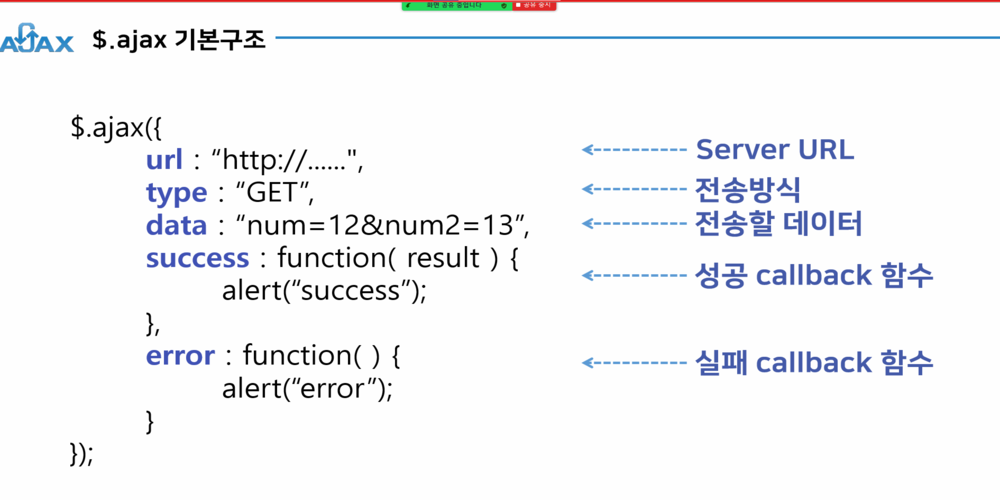 화면 공유 중입니다 공유 중지
AJAX $.ajax 기본구조
$.ajax({
url : “http://......", Server URL
type : “GET”, 전송방식
data : “num=12&num2=13”, 전송할 데이터
success : function( result ) { 성공 callback 함수
alert(“success”);
},
error : function( ) { 실패 callback 함수
alert(“error”);
}
});